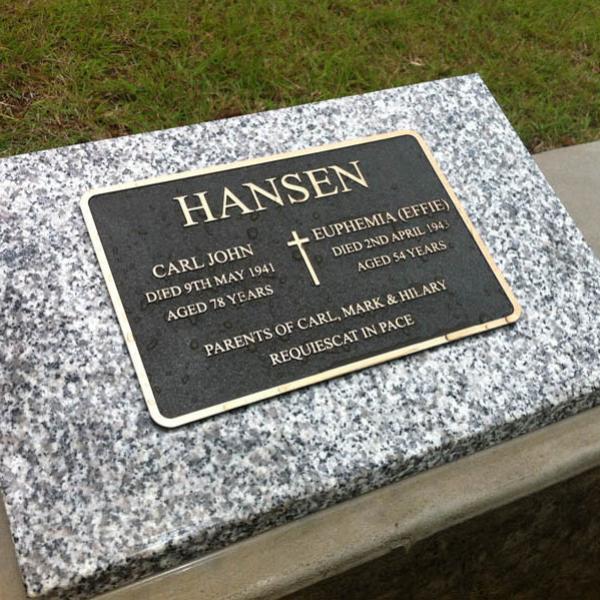 HANSEN
CARL JOHN
DIED 9TH MAY 1941
AGED 78 YEARS
EUPHEMIA (EFFIE)
DIED 2ND APRIL 1943
AGED 54 YEARS
PARENTS OF CARL, MARK & HILARY
REQUIESCAT IN PACE